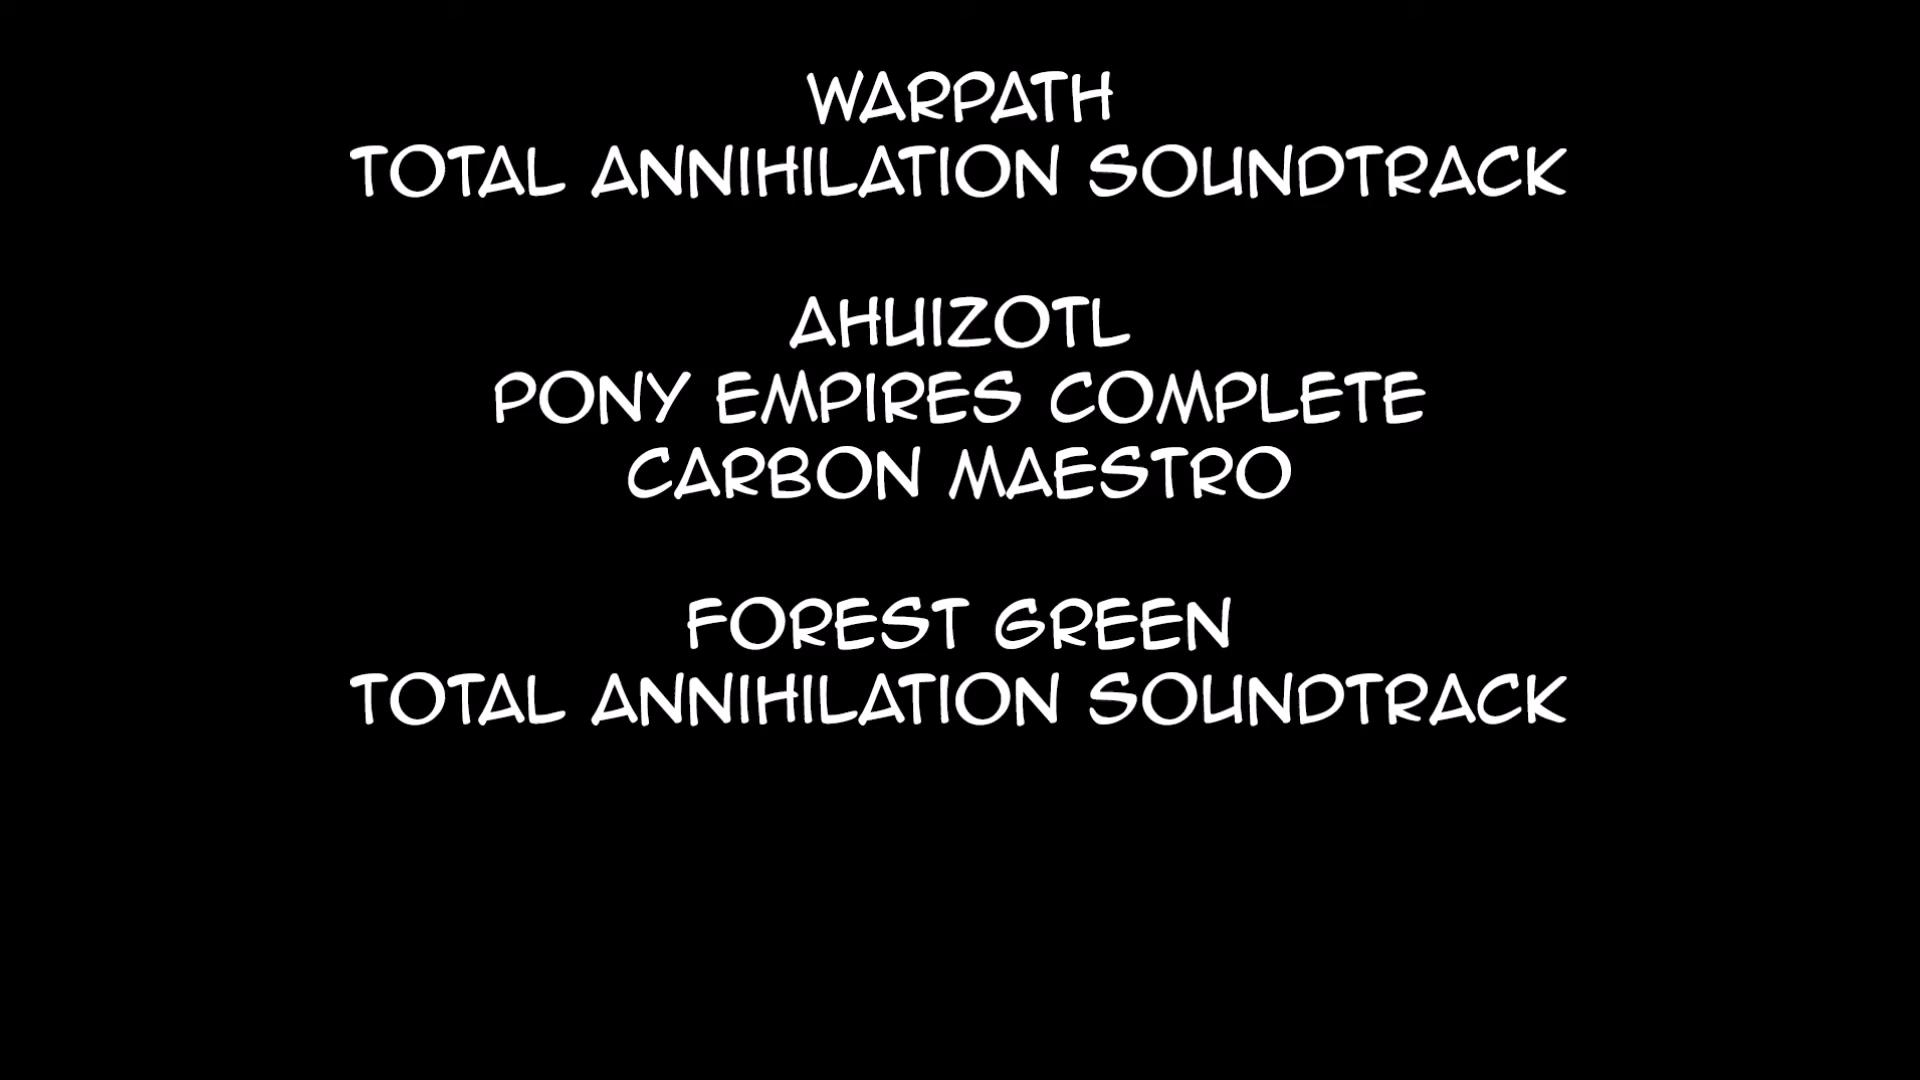 WARPATH
TOTAL ANNIHILATION SOUNDTRACK
AHUIZOTL
PONY EMPIRES COMPLETE
CARBON MAESTRO
FOREST GREEN
TOTAL ANNIHILATION SOUNDTRACK